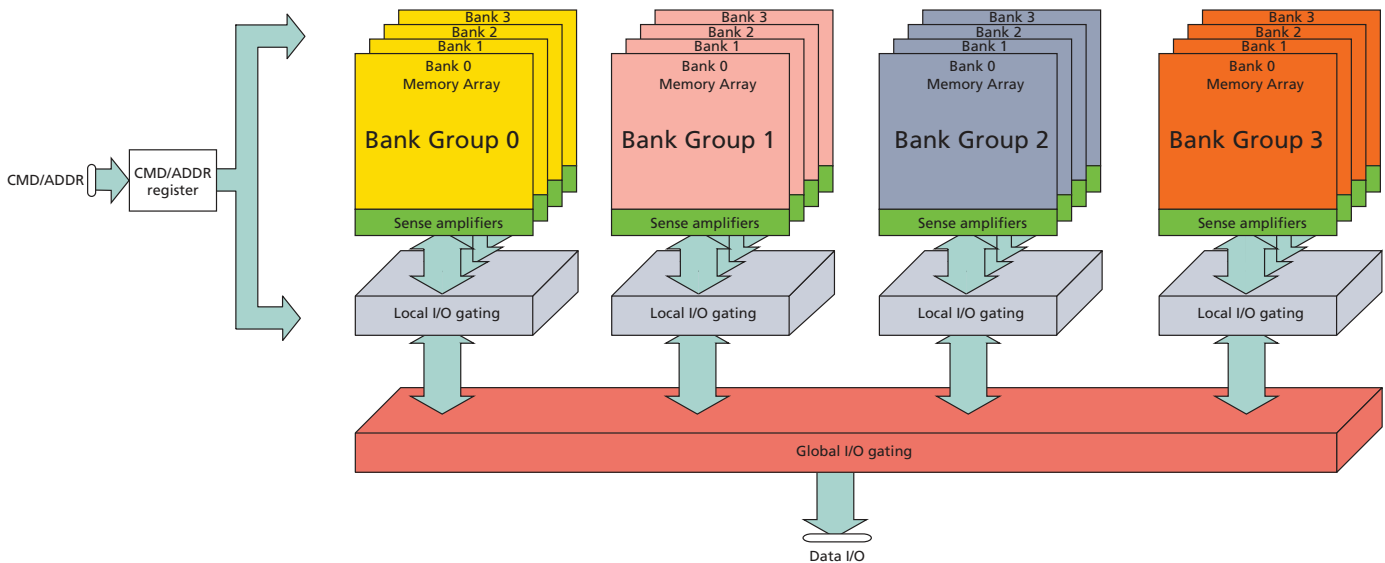 Bank 3
Bank 2
Bank 1
Bank 0
Memory Array
Bank Group 0
Sense amplifiers
Local I/O gating
Bank 3
Bank 2
Bank 1
Bank 0
Memory Array
Bank Group 1
Sense amplifiers
Local I/O gating
Bank 3
Bank 2
Bank 1
Bank 0
Memory Array
Bank Group 2
Sense amplifiers
Local I/O gating
Bank 3
Bank 2
Bank 1
Bank 0
Memory Array
Bank Group 3
Sense amplifiers
Local I/O gating
CMD/ADDR
CMD/ADDR
register
Global I/O gating
Data I/O